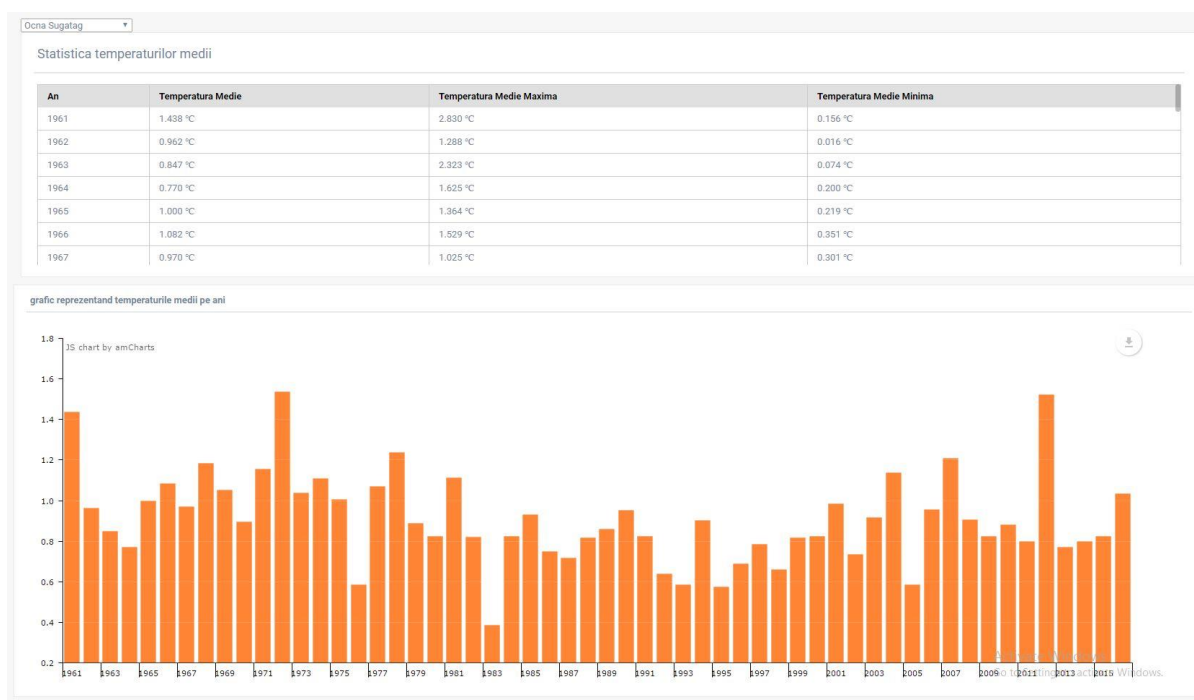 Ocna Sugatag
Statistica temperaturilor medii
An Temperatura Medie Temperatura Medie Maxima Temperatura Medie Minima
1961 1.438 °C 2.830 °C 0.156 °C
1962 0.962 °C 1.288 °C 0.016 °C
1963 0.847 °C 2.323 °C 0.074 °C
1964 0.770 °C 1.625 °C 0.200 °C
1965 1.000 °C 1.364 °C 0.219 °C
1966 1.082 °C 1.529 °C 0.351 °C
1967 0.970 °C 1.025 °C 0.301 °C
grafic reprezentand temperaturile medii pe ani
1.8
JS chart by amCharts
1.6
1.4
1.2
1.0
0.8
0.6
0.4
0.2
1961 1963 1965 1967 1969 1971 1973 1975 1977 1979 1981 1983 1985 1987 1989 1991 1993 1995 1997 1999 2001 2003 2005 2007 2009 2011 2013 2015
Windows.